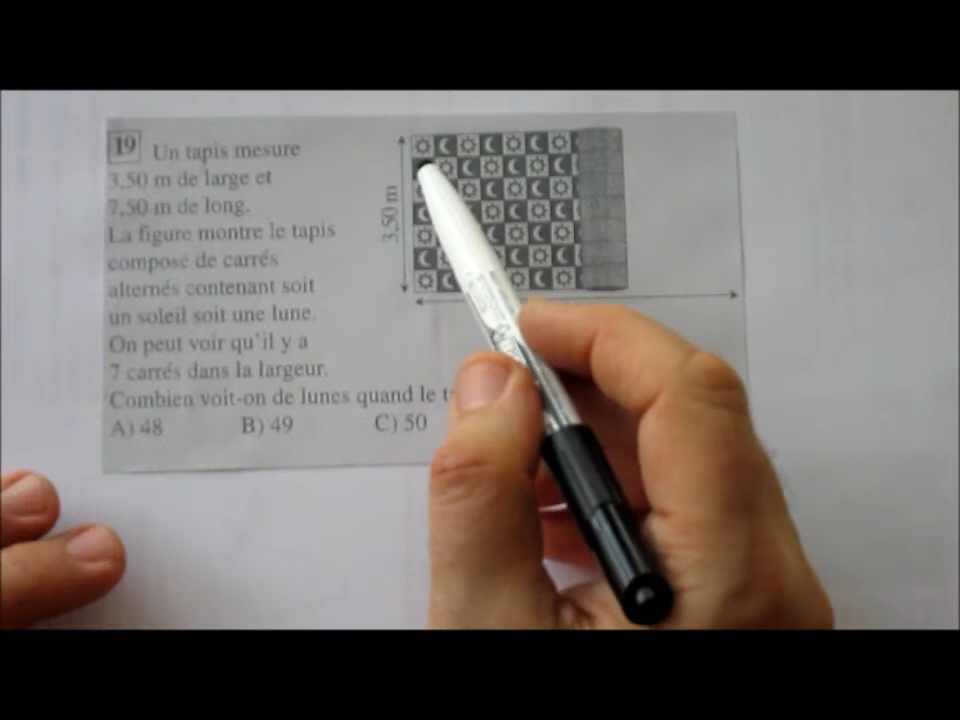 19 Un tapis mesure
3,50 m de large et
7,50 m de long.
La figure montre le tapis
composé de carrés
alternés contenant soit
un soleil soit une lune.
On peut voir qu'il y a
7 carrés dans la largeur.
Combien voit-on de lunes quand le
A) 48 B) 49 C) 50
3,50 m